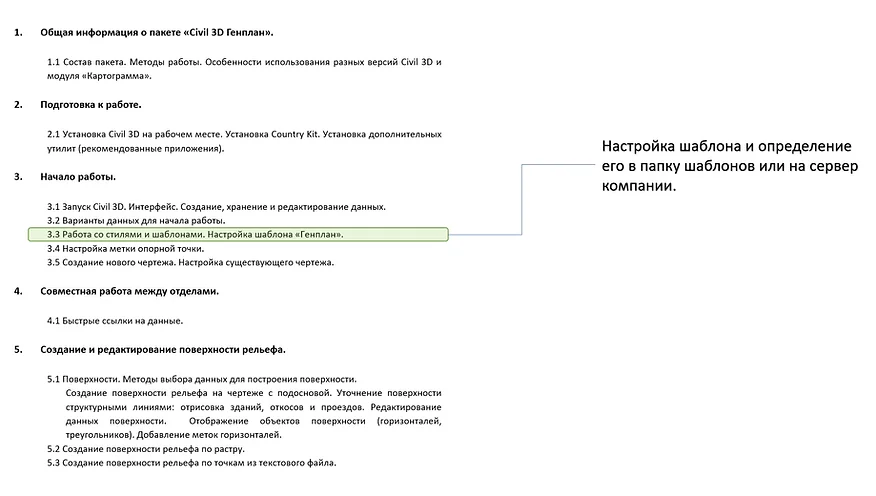 1. Общая информация о пакете «Civil 3D Генплан».
1.1 Состав пакета. Методы работы. Особенности использования разных версий Civil 3D и
модуля «Картограмма».
2. Подготовка к работе.
2.1 Установка Civil 3D на рабочем месте. Установка Country Kit. Установка дополнительных
утилит (рекомендованные приложения).
3. Начало работы.
3.1 Запуск Civil 3D. Интерфейс. Создание, хранение и редактирование данных.
3.2 Варианты данных для начала работы.
3.3 Работа со стилями и шаблонами. Настройка шаблона «Генплан».
3.4 Настройка метки опорной точки.
3.5 Создание нового чертежа. Настройка существующего чертежа.
4. Совместная работа между отделами.
4.1 Быстрые ссылки на данные.
5. Создание и редактирование поверхности рельефа.
5.1 Поверхности. Методы выбора данных для построения поверхности.
Создание поверхности рельефа на чертеже с подосновой. Уточнение поверхности
структурными линиями: отрисовка зданий, откосов и проездов. Редактирование
данных поверхности. Отображение объектов поверхности (горизонталей,
треугольников). Добавление меток горизонталей.
5.2 Создание поверхности рельефа по растру.
5.3 Создание поверхности рельефа по точкам из текстового файла.
Настройка шаблона и определение
его в папку шаблонов или на сервер
компании.